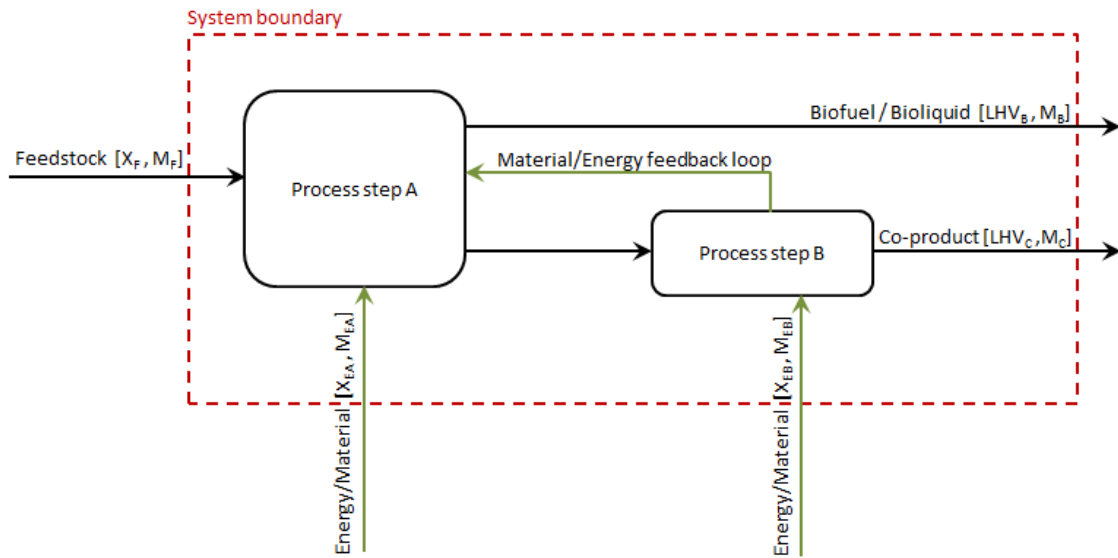 System boundary
Biofuel / Bioliquid [LHV_B, M_B]
Feedstock [X_F, M_F]
Material/Energy feedback loop
Process step A
Process step B
Co-product [LHV_C,M_C]
Energy/Material [X_EA, M_EA]
Energy/Material [X_EB, M_EB]